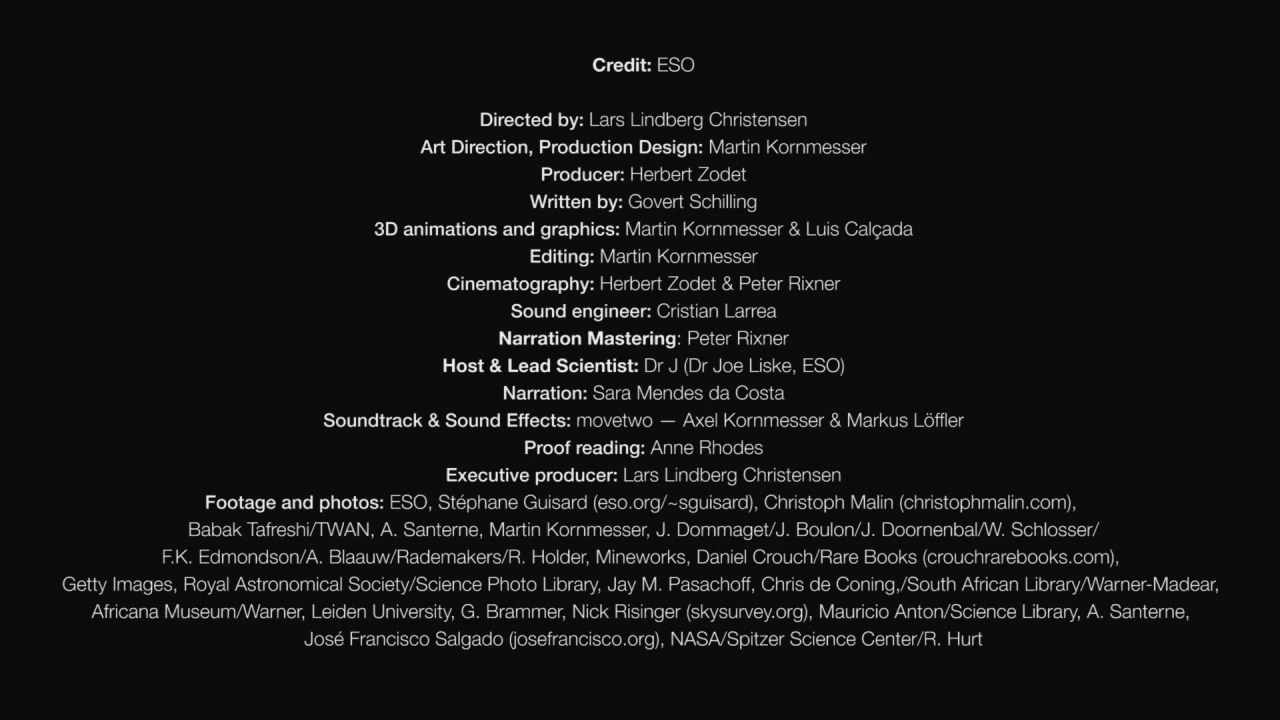 Credit: ESO
Directed by: Lars Lindberg Christensen
Art Direction, Production Design: Martin Kornmesser
Producer: Herbert Zodet
Written by: Govert Schilling
3D animations and graphics: Martin Kornmesser & Luis Calçada
Editing: Martin Kornmesser
Cinematography: Herbert Zodet & Peter Rixner
Sound engineer: Cristian Larrea
Narration Mastering: Peter Rixner
Host & Lead Scientist: Dr J (Dr Joe Liske, ESO)
Narration: Sara Mendes da Costa
Soundtrack & Sound Effects: movetwo — Axel Kornmesser & Markus Löffler
Proof reading: Anne Rhodes
Executive producer: Lars Lindberg Christensen
Footage and photos: ESO, Stéphane Guisard (eso.org/~sguisard), Christoph Malin (christophmalin.com),
Babak Tafreshi/TWAN, A. Santerne, Martin Kornmesser, J. Dommaget/J. Boulon/J. Doornenbal/W. Schlosser/
F.K. Edmondson/A. Blaauw/Rademakers/R. Holder, Mineworks, Daniel Crouch/Rare Books (crouchrarebooks.com),
Getty Images, Royal Astronomical Society/Science Photo Library, Jay M. Pasachoff, Chris de Coning,/South African Library/Warner-Madear,
Africana Museum/Warner, Leiden University, G. Brammer, Nick Risinger (skysurvey.org), Mauricio Anton/Science Library, A. Santerne,
José Francisco Salgado (josefrancisco.org), NASA/Spitzer Science Center/R. Hurt